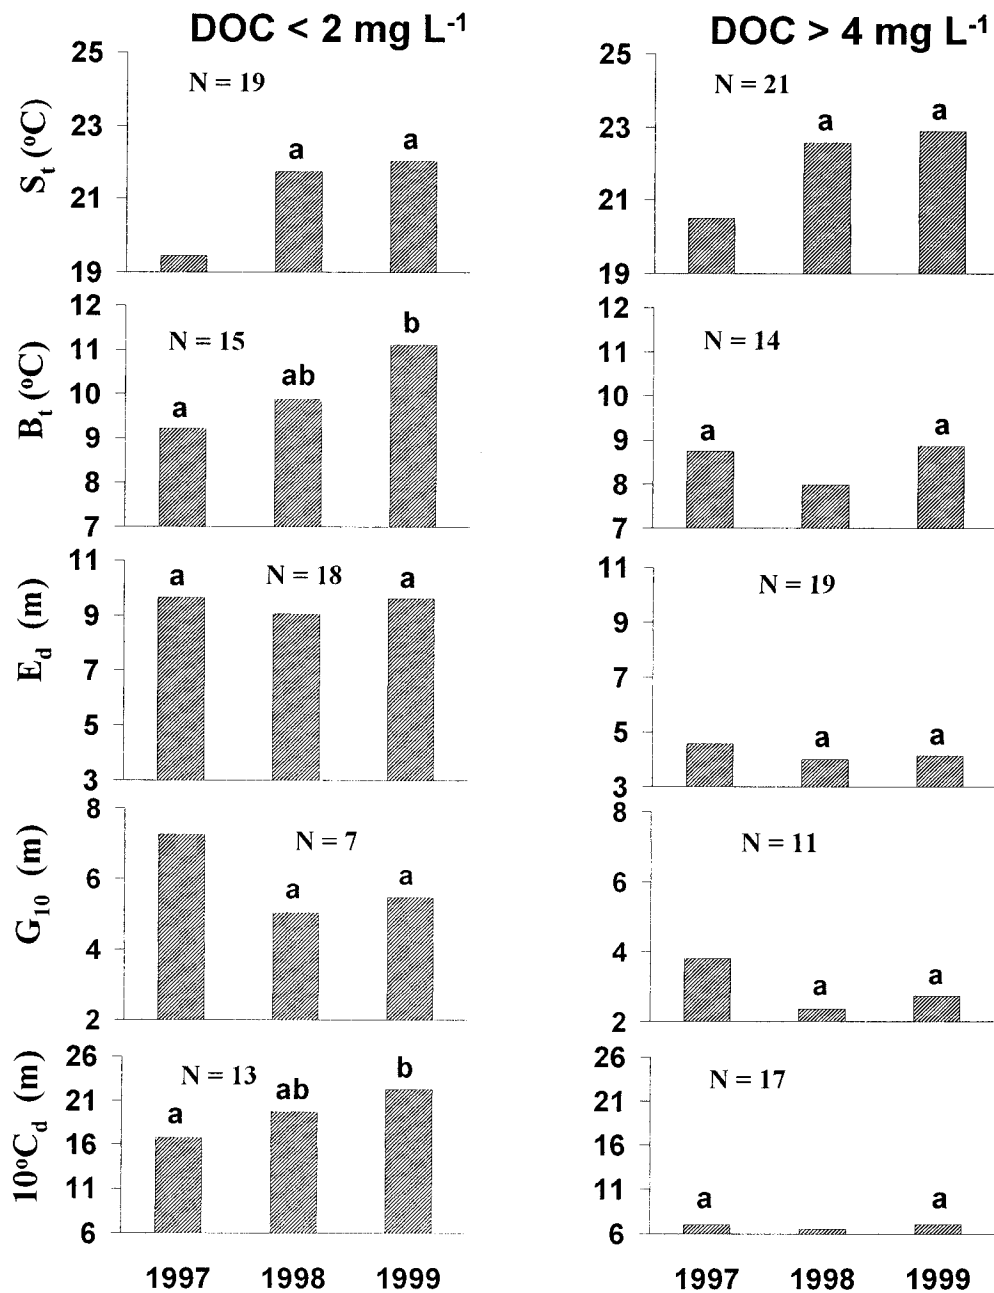 DOC < 2 mg L-1
DOC > 4 mg L-1
St (oC)
25
23
21
19
N = 19
a
a
25
23
21
19
N = 21
a
a
Bt (oC)
12
11
10
9
8
7
N = 15
a
ab
b
12
11
10
9
8
7
N = 14
a
a
Ed (m)
11
9
7
5
3
a
N = 18
a
11
9
7
5
3
N = 19
a
a
G10 (m)
8
6
4
2
N = 7
a
a
8
6
4
2
N = 11
a
a
10oCd (m)
26
21
16
11
6
N = 13
a
ab
b
26
21
16
11
6
N = 17
a
a
1997 1998 1999
1997 1998 1999